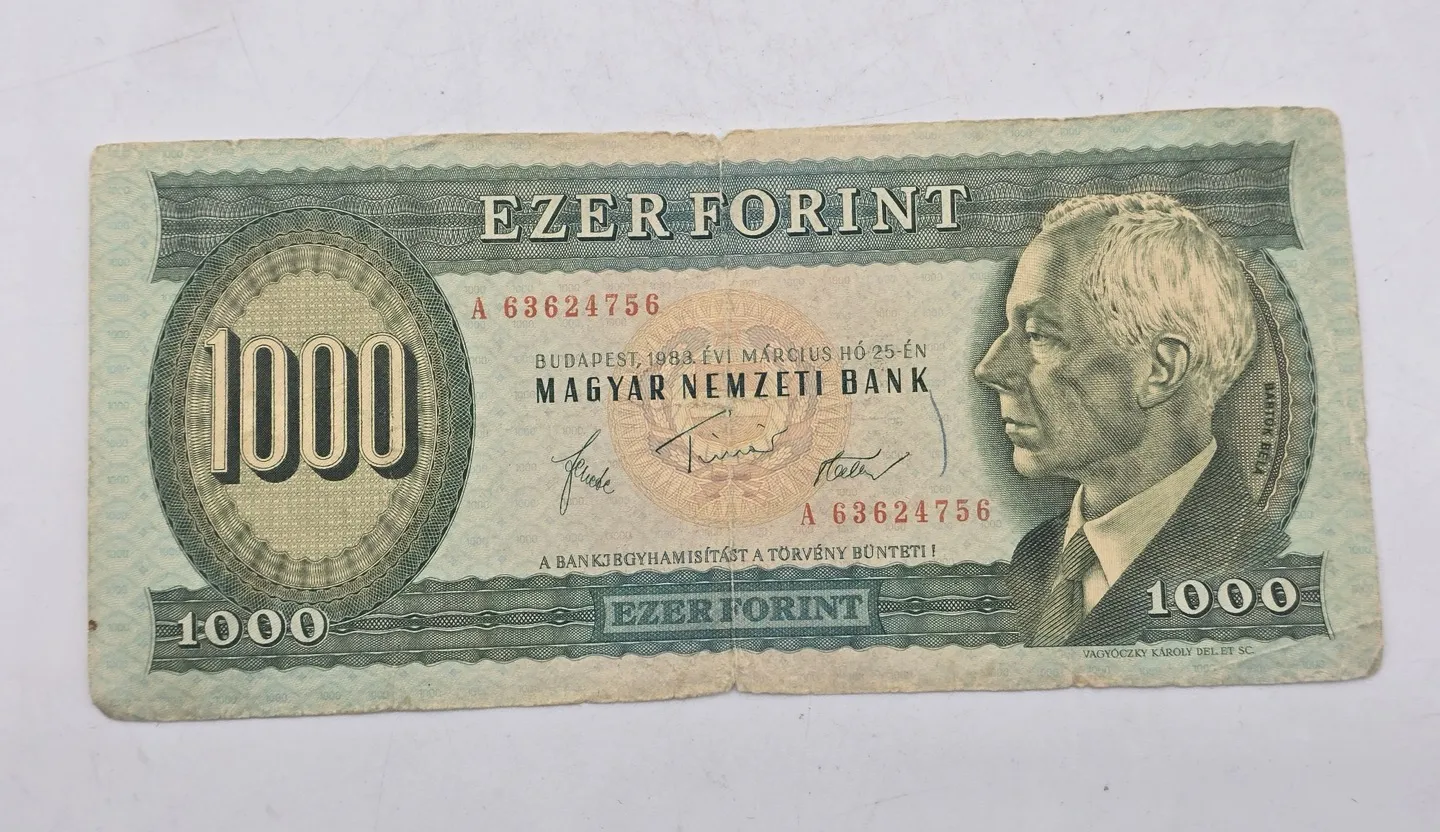 EZER FORINT
A 63624756
1000
BUDAPEST, 1983. ÉVI MÁRCIUS HÓ 25-ÉN
MAGYAR NEMZETI BANK
A 63624756
A BANKJEGYHAMISÍTÁST A TÖRVÉNY BÜNTETI !
BARTÓK BÉLA
1000
EZER FORINT
1000
VAGYÓCZKY KÁROLY DEL. ET SC.